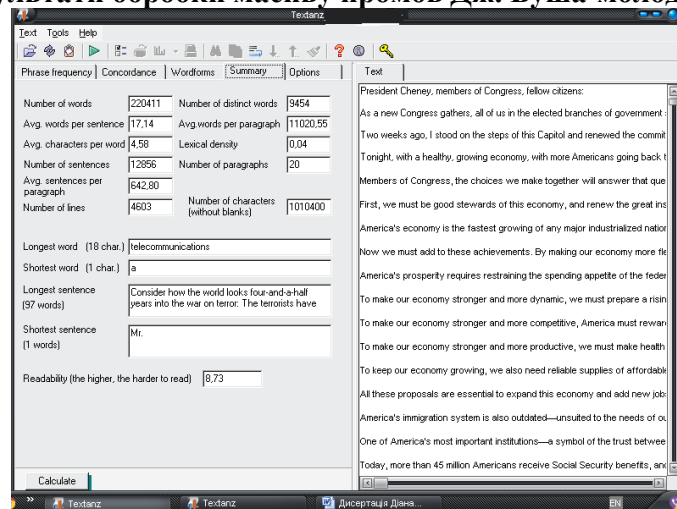 ультати обробки масиву промов Дж. Буша-молод
Textanz
Text Tools Help
Phrase frequency Concordance Wordforms Summary Options
Number of words 220411 Number of distinct words 9454
Avg. words per sentence 17,14 Avg.words per paragraph 11020,55
Avg. characters per word 4,58 Lexical density 0,04
Number of sentences 12856 Number of paragraphs 20
Avg. sentences per paragraph 642,80
Number of lines 4603 Number of characters (without blanks) 1010400
Longest word (18 char.) telecommunications
Shortest word (1 char.) a
Longest sentence (97 words) Consider how the world looks four-and-a-half
years into the war on terror. The terrorists have
Shortest sentence (1 words) Mr.
Readability (the higher, the harder to read) 8,73
Calculate
Text
President Cheney, members of Congress, fellow citizens:
As a new Congress gathers, all of us in the elected branches of government
Two weeks ago, I stood on the steps of this Capitol and renewed the commit
Tonight, with a healthy, growing economy, with more Americans going back t
Members of Congress, the choices we make together will answer that que
First, we must be good stewards of this economy, and renew the great ins
America's economy is the fastest growing of any major industrialized nation
Now we must add to these achievements. By making our economy more fle
America's prosperity requires restraining the spending appetite of the feder
To make our economy stronger and more dynamic, we must prepare a risin
To make our economy stronger and more competitive, America must rewar
To make our economy stronger and more productive, we must make health
To keep our economy growing, we also need reliable supplies of affordable
All these proposals are essential to expand this economy and add new job
America's immigration system is also outdated—unsuited to the needs of ou
One of America's most important institutions—a symbol of the trust betwee
Today, more than 45 million Americans receive Social Security benefits, and
Textanz Textanz Дисертація Діана... EN